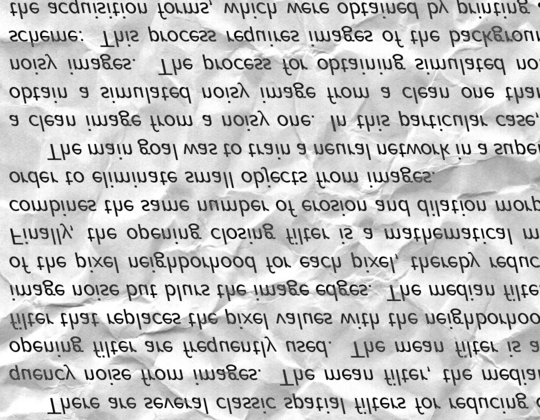 There are several classic spatial filters for reducing
quency noise from images. The mean filter, the median
opening filter are frequently used. The mean filter is a
filter that replaces the pixel values with the neighborhoo
image noise but blurs the image edges. The median filte
of the pixel neighborhood for each pixel, thereby reduc
Finally, the opening closing filter is a mathematical m
combines the same number of erosion and dilation morp
order to eliminate small objects from images.
The main goal was to train a neural network in a super
a clean image from a noisy one. In this particular case,
obtain a simulated noisy image from a clean one than
noisy images. The process for obtaining simulated no
scheme: This process requires images of the backgroun
the acquisition forms, which were obtained by printing